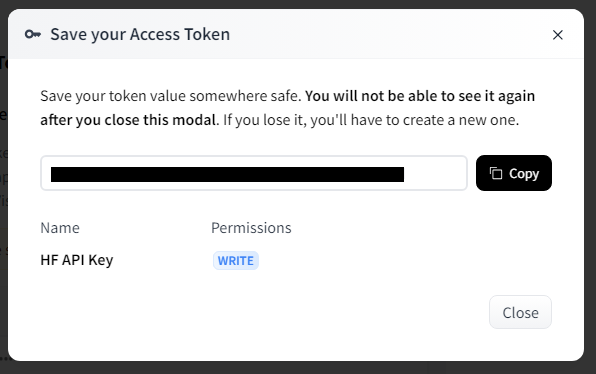 Save your Access Token
Save your token value somewhere safe. You will not be able to see it again
after you close this modal. If you lose it, you'll have to create a new one.
Copy
Name Permissions
HF API Key WRITE
Close